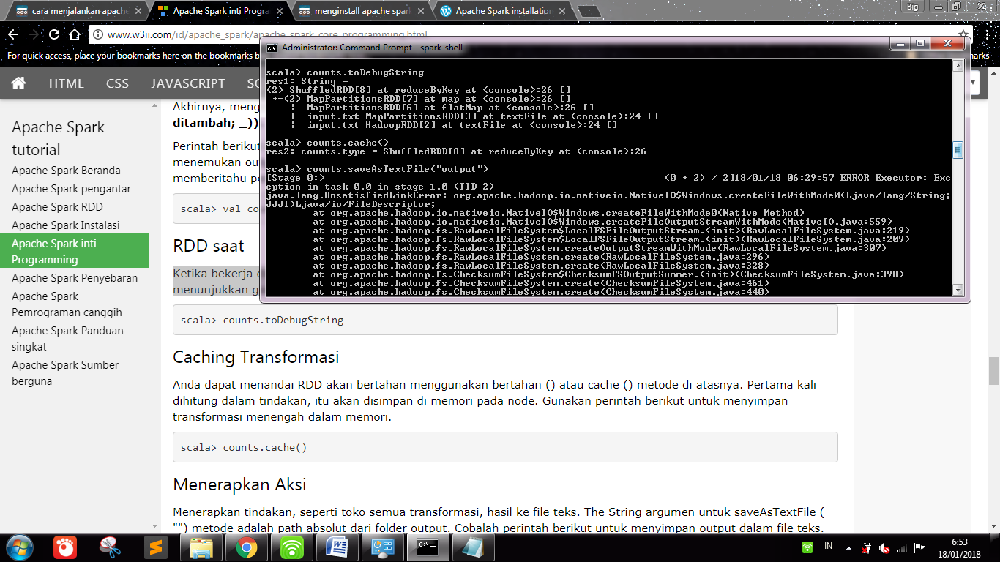 cara menjalankan apache
Apache Spark inti Progra
menginstall apache spark
Apache Spark installation
Big
www.w3ii.com/id/apache_spark/apache_spark_core_programming.html
For quick access, place your bookmarks here on the bookmarks b
marks
HTML CSS JAVASCRIPT
Apache Spark
tutorial
Apache Spark Beranda
Apache Spark pengantar
Apache Spark RDD
Apache Spark Instalasi
Apache Spark inti
Programming
Apache Spark Penyebaran
Apache Spark
Pemrograman canggih
Apache Spark Panduan
singkat
Apache Spark Sumber
berguna
Akhirnya, meng
ditambah; _))
Perintah berikut
menemukan ou
memberitahu pe
scala> val co
RDD saat
Ketika bekerja d
menunjukkan g
scala> counts.toDebugString
Caching Transformasi
Anda dapat menandai RDD akan bertahan menggunakan bertahan () atau cache () metode di atasnya. Pertama kali
dihitung dalam tindakan, itu akan disimpan di memori pada node. Gunakan perintah berikut untuk menyimpan
transformasi menengah dalam memori.
scala> counts.cache()
Menerapkan Aksi
Menerapkan tindakan, seperti toko semua transformasi, hasil ke file teks. The String argumen untuk saveAsTextFile (
"") metode adalah path absolut dari folder output. Cobalah perintah berikut untuk menyimpan output dalam file teks.
Administrator: Command Prompt - spark-shell
scala> counts.toDebugString
res1: String =
(2) ShuffledRDD[8] at reduceByKey at <console>:26 []
+-(2) MapPartitionsRDD[7] at map at <console>:26 []
| MapPartitionsRDD[6] at flatMap at <console>:26 []
| input.txt MapPartitionsRDD[3] at textFile at <console>:24 []
| input.txt HadoopRDD[2] at textFile at <console>:24 []
scala> counts.cache()
res2: counts.type = ShuffledRDD[8] at reduceByKey at <console>:26
scala> counts.saveAsTextFile("output")
[Stage 0:> (0 + 2) / 2]18/01/18 06:29:57 ERROR Executor: Exc
eption in task 0.0 in stage 1.0 (TID 2)
java.lang.UnsatisfiedLinkError: org.apache.hadoop.io.nativeio.NativeIO$Windows.createFileWithMode0(Ljava/lang/String;
JJJI)Ljava/io/FileDescriptor;
at org.apache.hadoop.io.nativeio.NativeIO$Windows.createFileWithMode0(Native Method)
at org.apache.hadoop.io.nativeio.NativeIO$Windows.createFileOutputStreamWithMode(NativeIO.java:559)
at org.apache.hadoop.fs.RawLocalFileSystem$LocalFSFileOutputStream.<init>(RawLocalFileSystem.java:219)
at org.apache.hadoop.fs.RawLocalFileSystem$LocalFSFileOutputStream.<init>(RawLocalFileSystem.java:209)
at org.apache.hadoop.fs.RawLocalFileSystem.createOutputStreamWithMode(RawLocalFileSystem.java:307)
at org.apache.hadoop.fs.RawLocalFileSystem.create(RawLocalFileSystem.java:296)
at org.apache.hadoop.fs.RawLocalFileSystem.create(RawLocalFileSystem.java:328)
at org.apache.hadoop.fs.ChecksumFileSystem$ChecksumFSOutputSummer.<init>(ChecksumFileSystem.java:398)
at org.apache.hadoop.fs.ChecksumFileSystem.create(ChecksumFileSystem.java:461)
at org.apache.hadoop.fs.ChecksumFileSystem.create(ChecksumFileSystem.java:440)
IN
6:53
18/01/2018